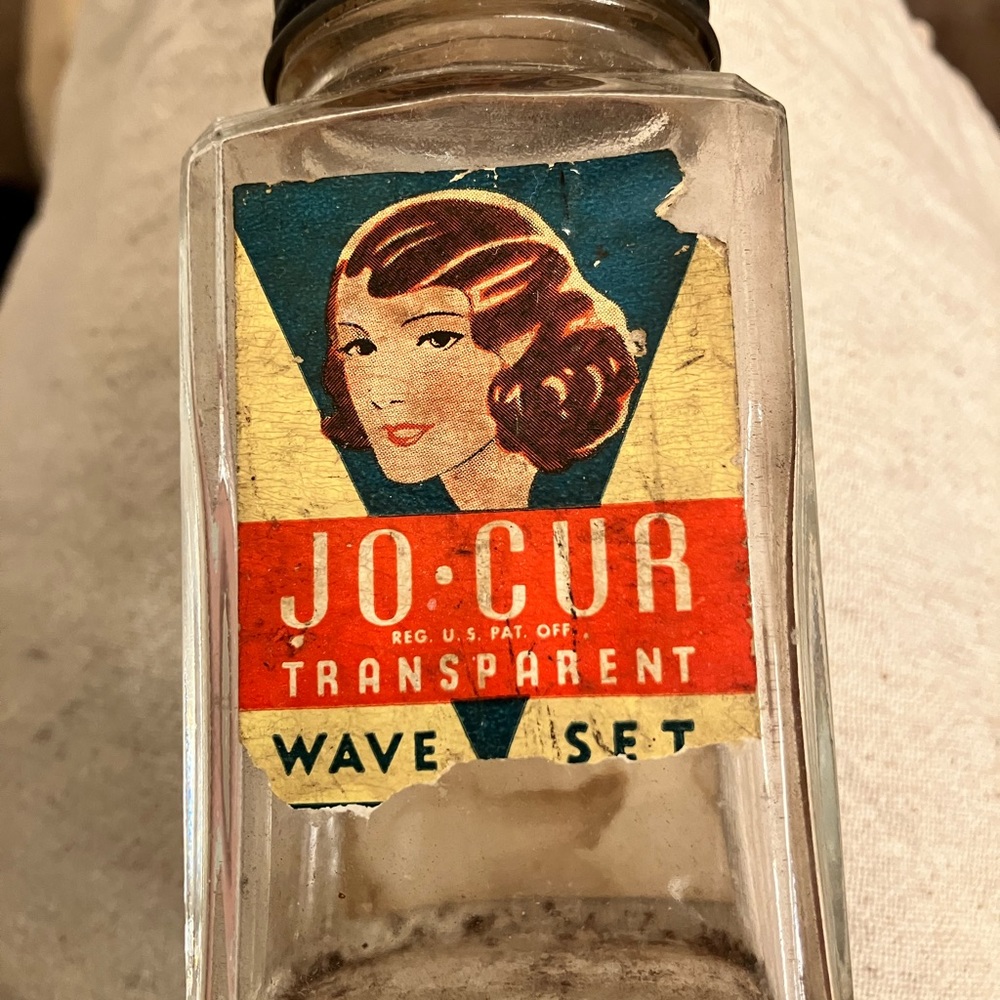 JO•CUR
REG. U.S. PAT. OFF.
TRANSPARENT
WAVE SET